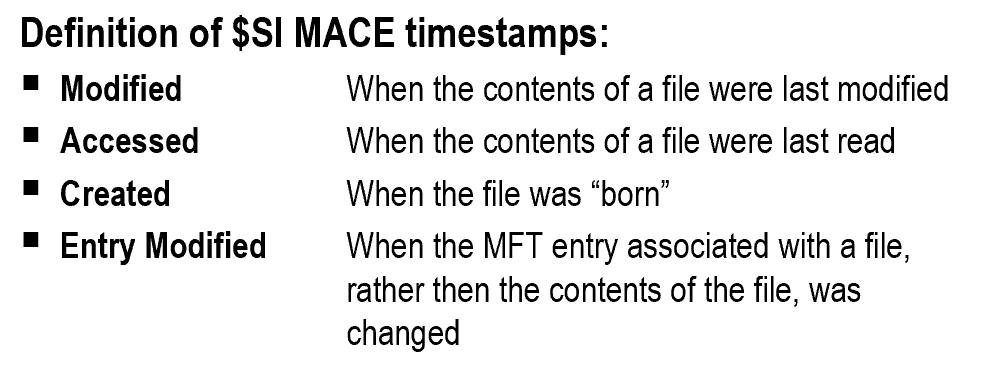 Definition of $SI MACE timestamps:
▪ Modified When the contents of a file were last modified
▪ Accessed When the contents of a file were last read
▪ Created When the file was “born”
▪ Entry Modified When the MFT entry associated with a file,
rather then the contents of the file, was
changed